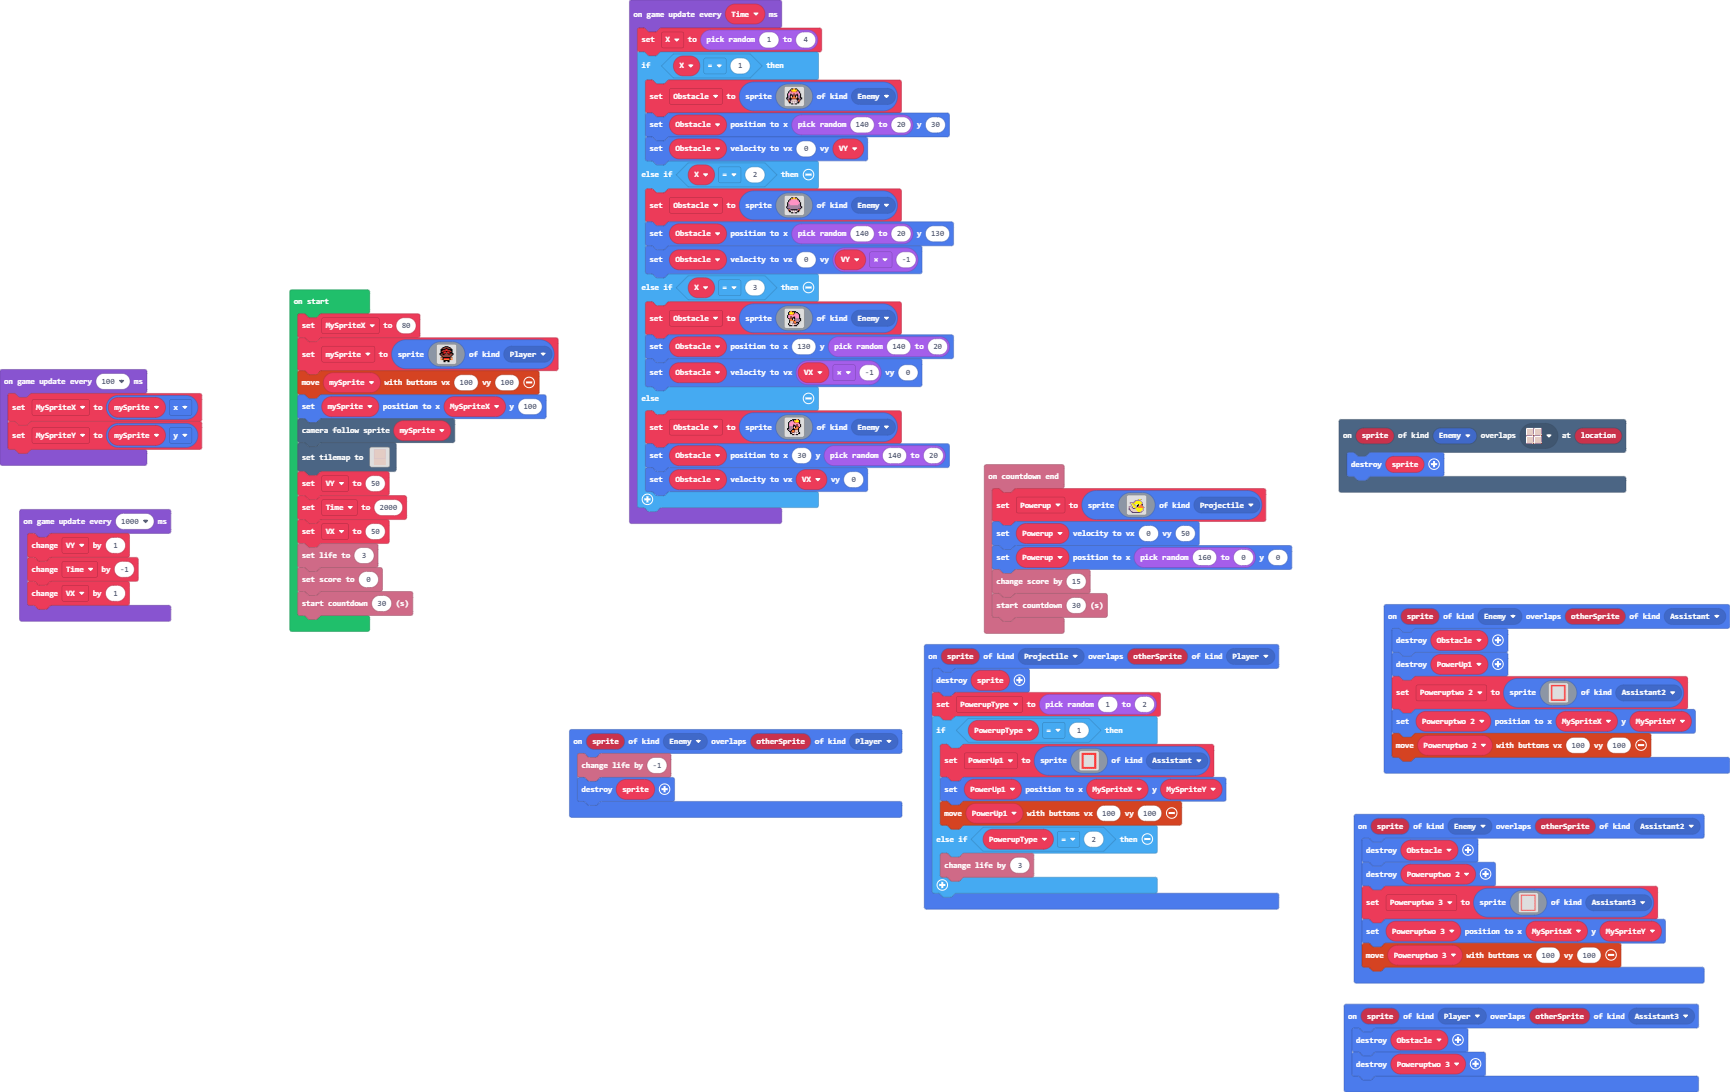 on game update every 100 ms
set MySpriteX to mySprite x
set MySpriteY to mySprite y
on game update every 1000 ms
change VY by 1
change Time by -1
change VX by 1
on start
set MySpriteX to 80
set mySprite to sprite of kind Player
move mySprite with buttons vx 100 vy 100
set mySprite position to x MySpriteX y 100
camera follow sprite mySprite
set tilemap to
set VY to 50
set Time to 2000
set VX to 50
set life to 3
set score to 0
start countdown 30 (s)
on game update every Time ms
set X to pick random 1 to 4
if X = 1 then
set Obstacle to sprite of kind Enemy
set Obstacle position to x pick random 140 to 20 y 30
set Obstacle velocity to vx 0 vy VY
else if X = 2 then
set Obstacle to sprite of kind Enemy
set Obstacle position to x pick random 140 to 20 y 130
set Obstacle velocity to vx 0 vy VY × -1
else if X = 3 then
set Obstacle to sprite of kind Enemy
set Obstacle position to x 130 y pick random 140 to 20
set Obstacle velocity to vx VX × -1 vy 0
else
set Obstacle to sprite of kind Enemy
set Obstacle position to x 30 y pick random 140 to 20
set Obstacle velocity to vx VX vy 0
on sprite of kind Enemy overlaps otherSprite of kind Player
change life by -1
destroy sprite
on countdown end
set Powerup to sprite of kind Projectile
set Powerup velocity to vx 0 vy 50
set Powerup position to x pick random 160 to 0 y 0
change score by 15
start countdown 30 (s)
on sprite of kind Projectile overlaps otherSprite of kind Player
destroy sprite
set PowerupType to pick random 1 to 2
if PowerupType = 1 then
set PowerUp1 to sprite of kind Assistant
set PowerUp1 position to x MySpriteX y MySpriteY
move PowerUp1 with buttons vx 100 vy 100
else if PowerupType = 2 then
change life by 3
on sprite of kind Enemy overlaps at location
destroy sprite
on sprite of kind Enemy overlaps otherSprite of kind Assistant
destroy Obstacle
destroy PowerUp1
set Poweruptwo 2 to sprite of kind Assistant2
set Poweruptwo 2 position to x MySpriteX y MySpriteY
move Poweruptwo 2 with buttons vx 100 vy 100
on sprite of kind Enemy overlaps otherSprite of kind Assistant2
destroy Obstacle
destroy Poweruptwo 2
set Poweruptwo 3 to sprite of kind Assistant3
set Poweruptwo 3 position to x MySpriteX y MySpriteY
move Poweruptwo 3 with buttons vx 100 vy 100
on sprite of kind Player overlaps otherSprite of kind Assistant3
destroy Obstacle
destroy Poweruptwo 3